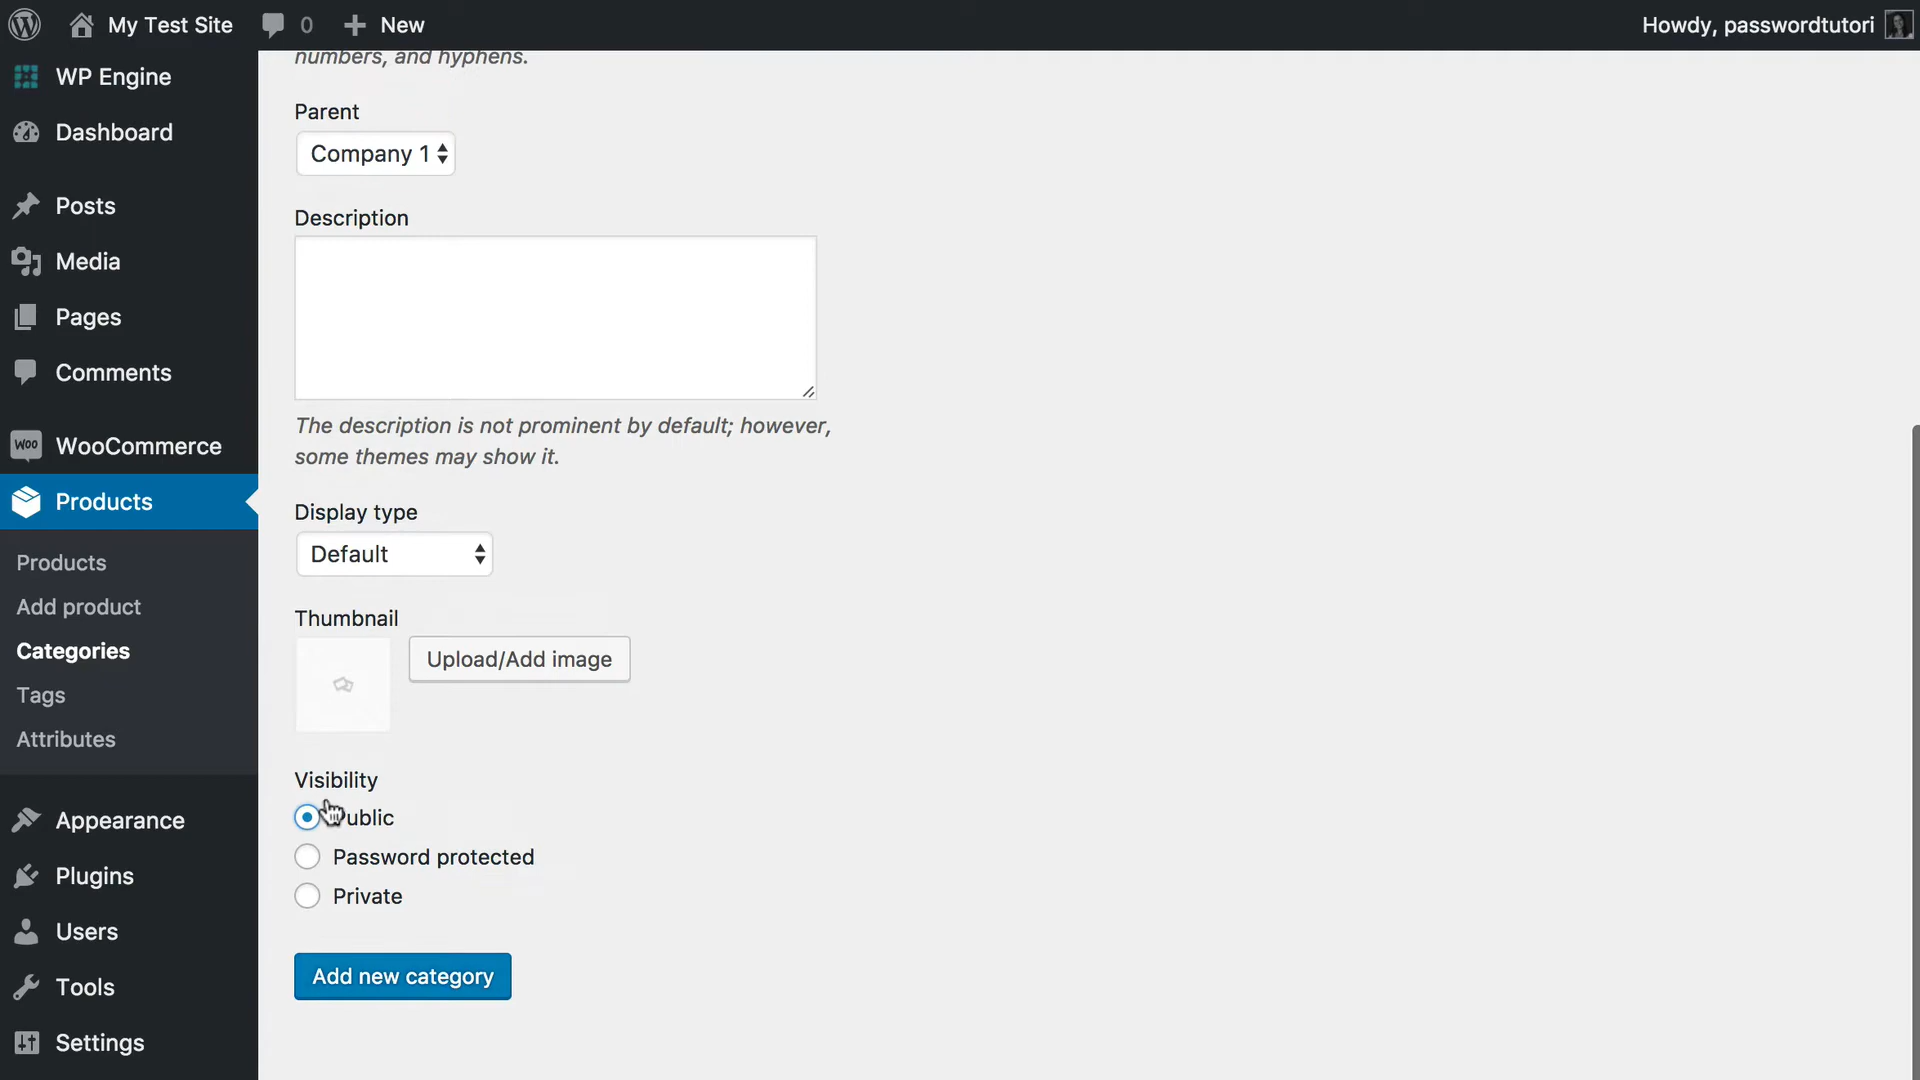 My Test Site 0 New Howdy, passwordtutori
WP Engine
Dashboard
Posts
Media
Pages
Comments
WOO WooCommerce
Products
Products
Add product
Categories
Tags
Attributes
Appearance
Plugins
Users
Tools
Settings
numbers, and hyphens.
Parent
Company 1
Description
The description is not prominent by default; however,
some themes may show it.
Display type
Default
Thumbnail
Upload/Add image
Visibility
Public
Password protected
Private
Add new category